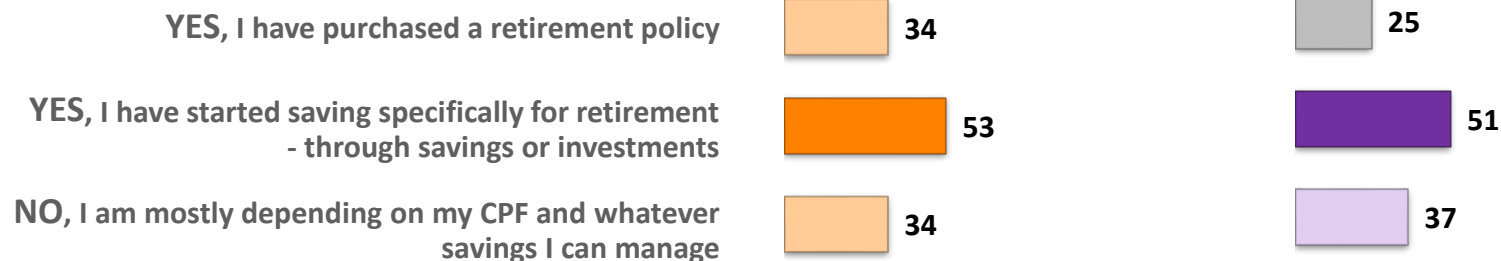 YES, I have purchased a retirement policy
34
25
YES, I have started saving specifically for retirement
- through savings or investments
53
51
NO, I am mostly depending on my CPF and whatever
savings I can manage
34
37